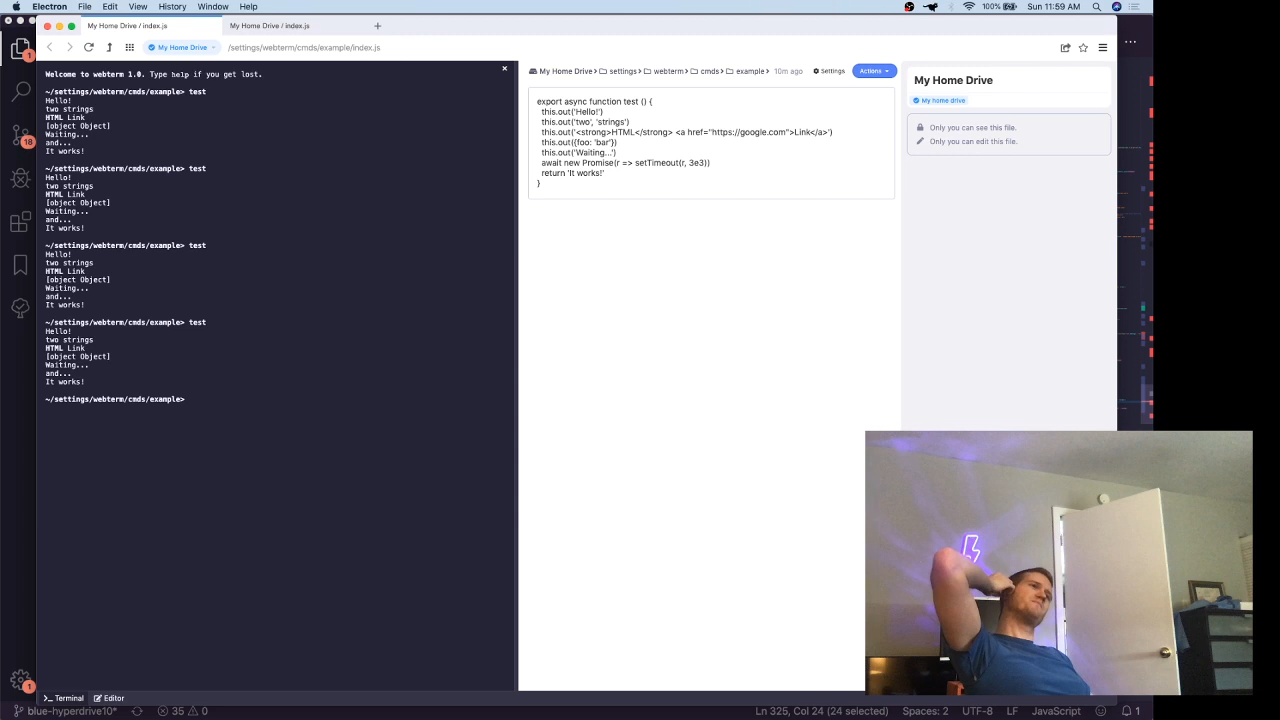 Electron File Edit View History Window Help
100% Sun 11:59 AM
My Home Drive / index.js
My Home Drive / index.js
My Home Drive
/settings/webterm/cmds/example/index.js
Welcome to webterm 1.0. Type help if you get lost.
~/settings/webterm/cmds/example> test
Hello!
two strings
HTML Link
[object Object]
Waiting...
and...
It works!
~/settings/webterm/cmds/example> test
Hello!
two strings
HTML Link
[object Object]
Waiting...
and...
It works!
~/settings/webterm/cmds/example> test
Hello!
two strings
HTML Link
[object Object]
Waiting...
and...
It works!
~/settings/webterm/cmds/example> test
Hello!
two strings
HTML Link
[object Object]
Waiting...
and...
It works!
~/settings/webterm/cmds/example>
My Home Drive > settings > webterm > cmds > example > 10m ago Settings Actions
export async function test () {
this.out('Hello!')
this.out('two', 'strings')
this.out('<strong>HTML</strong> <a href="https://google.com">Link</a>')
this.out({foo: 'bar'})
this.out('Waiting...')
await new Promise(r => setTimeout(r, 3e3))
return 'It works!'
}
My Home Drive
My home drive
Only you can see this file.
Only you can edit this file.
1
18
1
Terminal Editor
blue-hyperdrive10* 35 0 Ln 325, Col 24 (24 selected) Spaces: 2 UTF-8 LF JavaScript 1